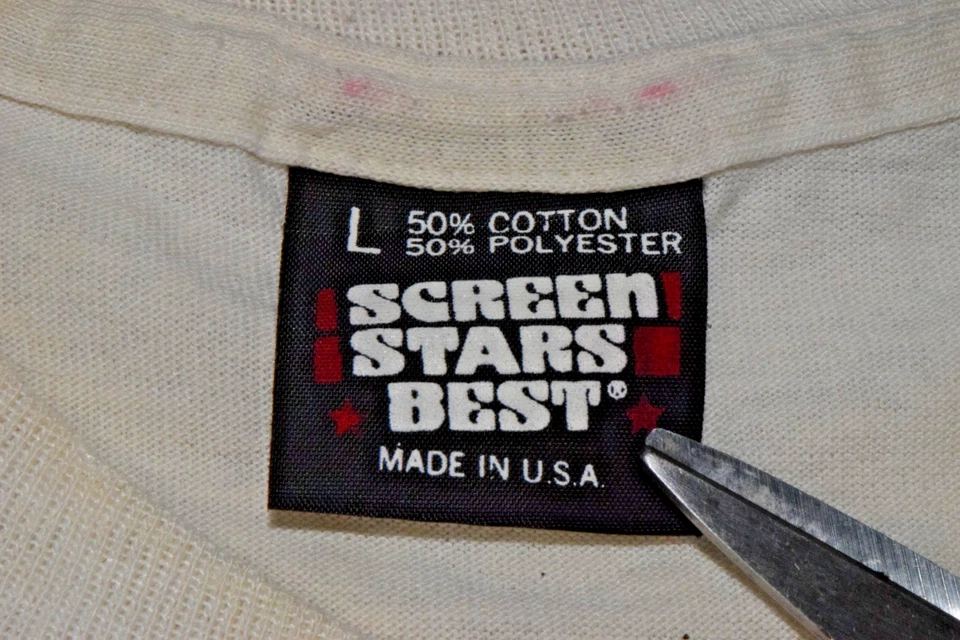 L 50% COTTON
50% POLYESTER
SCREEN
STARS
BEST®
MADE IN U.S.A.